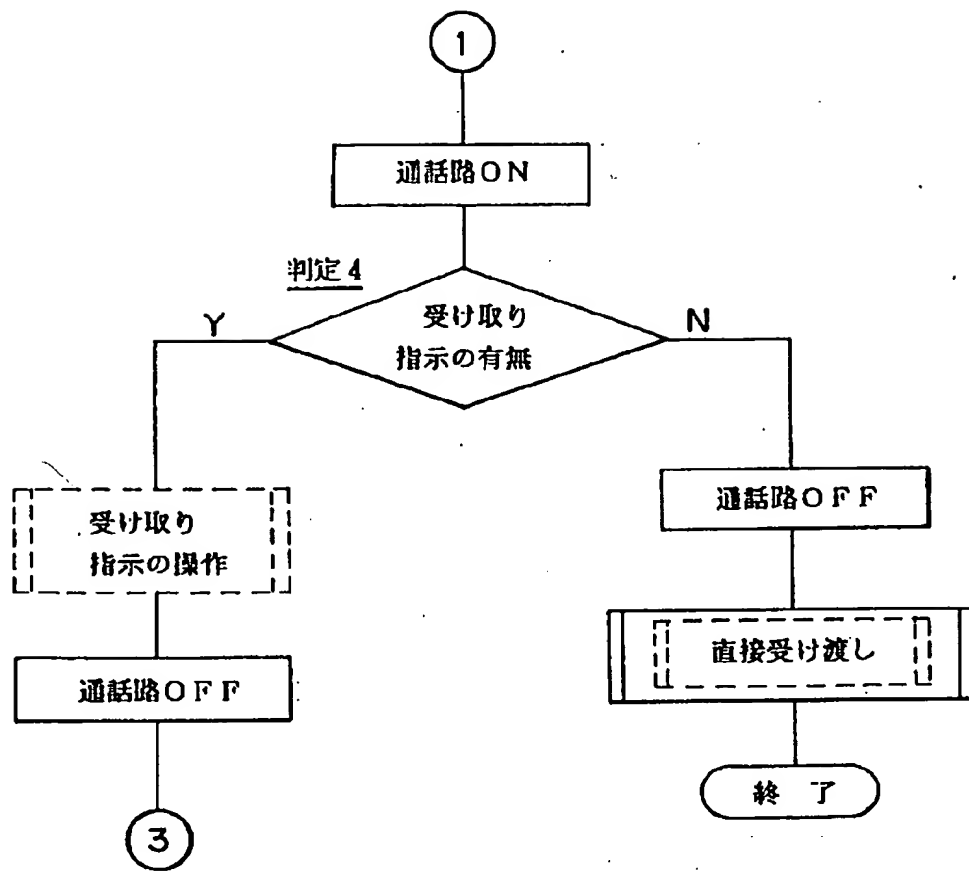 1
通話路ON
判定4
受け取り
指示の有無
Y
N
受け取り
指示の操作
通話路OFF
通話路OFF
直接受け渡し
終 了
3